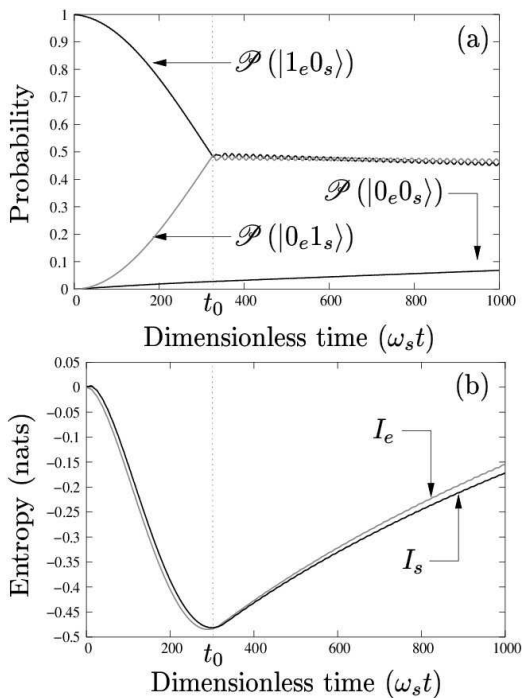 1
(a)
0.9
0.8
𝒫 (|1ₑ0ₛ⟩)
0.7
0.6
Probability
0.5
0.4
𝒫 (|0ₑ0ₛ⟩)
0.3
0.2
𝒫 (|0ₑ1ₛ⟩)
0.1
0
0 200 t₀ 400 600 800 1000
Dimensionless time (ωₛt)
0.05
(b)
0
-0.05
-0.1
Iₑ
-0.15
-0.2
Entropy (nats)
-0.25
-0.3
-0.35
Iₛ
-0.4
-0.45
-0.5
0 200 t₀ 400 600 800 1000
Dimensionless time (ωₛt)